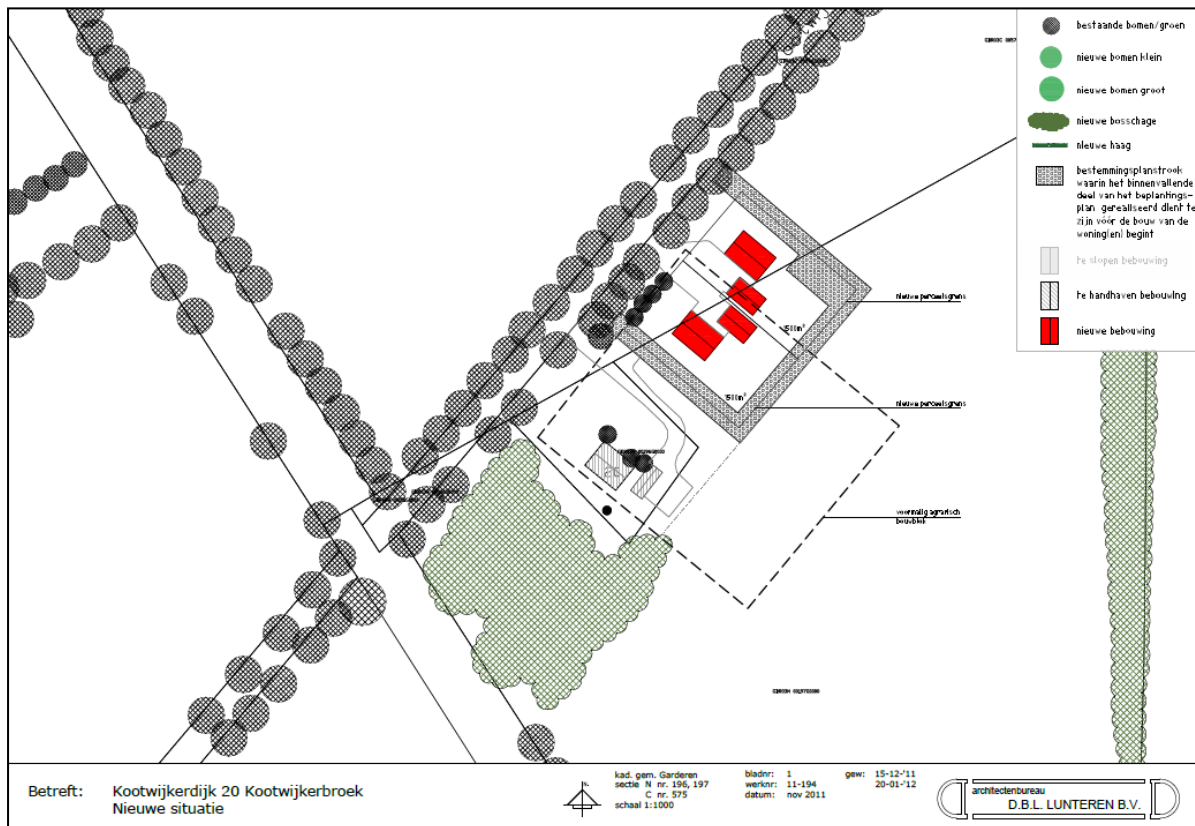 bestaande bomen/groen
nieuwe bomen klein
nieuwe bomen groot
nieuwe bosschage
nieuwe haag
bestemmingsplanstrook
waarin het binnenvallende
deel van het beplantings-
plan gerealiseerd dient te
zijn vóór de bouw van de
woning(en) begint
te slopen bebouwing
te handhaven bebouwing
nieuwe bebouwing
nieuwe perceelsgrens
1500m²
1500m²
nieuwe perceelsgrens
voormalig agrarisch
bouwblok
Betreft: Kootwijkerdijk 20 Kootwijkerbroek
Nieuwe situatie
N.
kad. gem. Garderen
sectie N nr. 196, 197
C nr. 575
schaal 1:1000
bladnr: 1
werknr: 11-194
datum: nov 2011
gew: 15-12-'11
20-01-'12
architectenbureau
D.B.L. LUNTEREN B.V.